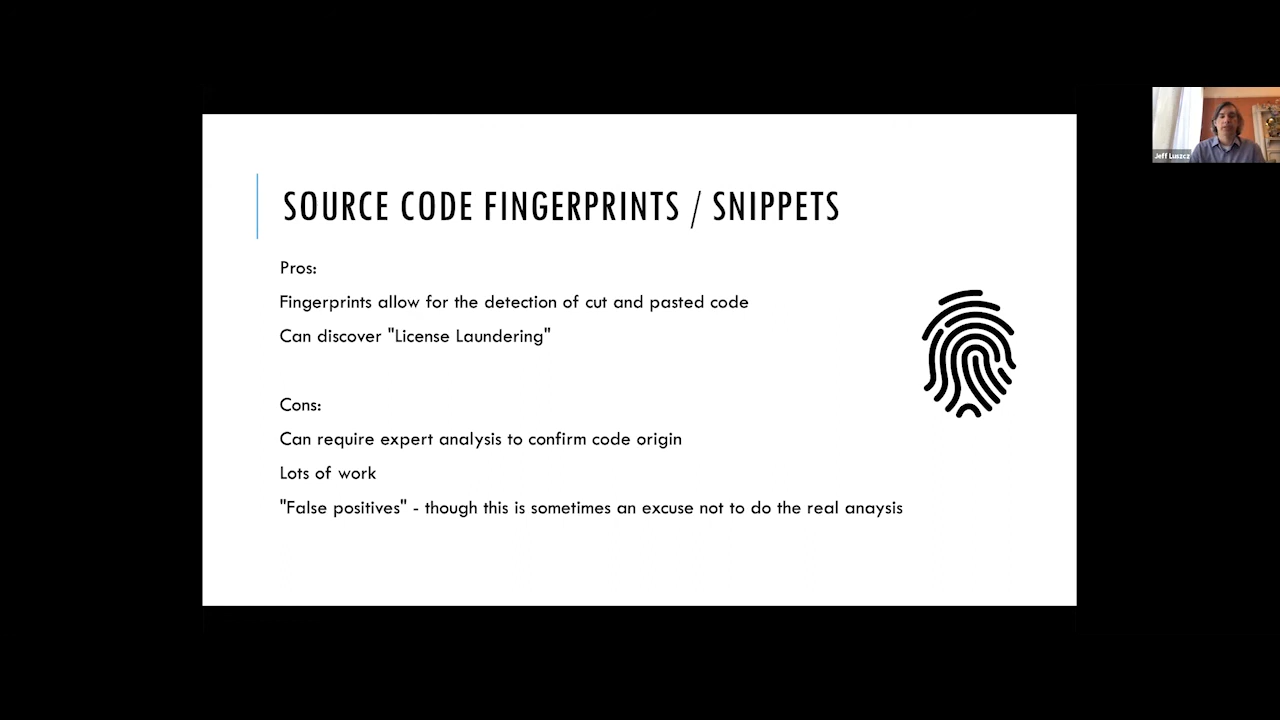 SOURCE CODE FINGERPRINTS / SNIPPETS
Pros:
Fingerprints allow for the detection of cut and pasted code
Can discover "License Laundering"
Cons:
Can require expert analysis to confirm code origin
Lots of work
"False positives" - though this is sometimes an excuse not to do the real anaysis
Jeff Luszcz